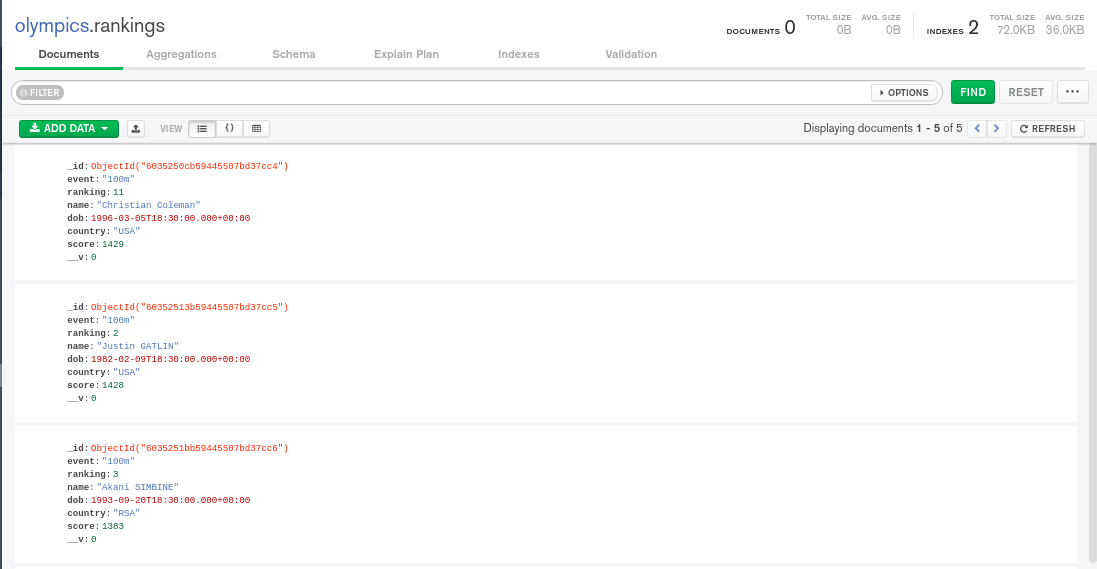 olympics.rankings
DOCUMENTS 0 TOTAL SIZE 0B AVG. SIZE 0B INDEXES 2 TOTAL SIZE 72.0KB AVG. SIZE 36.0KB
Documents Aggregations Schema Explain Plan Indexes Validation
FILTER OPTIONS FIND RESET ...
ADD DATA VIEW {} Displaying documents 1 - 5 of 5 < > REFRESH
_id: ObjectId("6035250cb59445507bd37cc4")
event: "100m"
ranking: 11
name: "Christian Coleman"
dob: 1996-03-05T18:30:00.000+00:00
country: "USA"
score: 1429
__v: 0
_id: ObjectId("60352513b59445507bd37cc5")
event: "100m"
ranking: 2
name: "Justin GATLIN"
dob: 1982-02-09T18:30:00.000+00:00
country: "USA"
score: 1428
__v: 0
_id: ObjectId("6035251bb59445507bd37cc6")
event: "100m"
ranking: 3
name: "Akani SIMBINE"
dob: 1993-09-20T18:30:00.000+00:00
country: "RSA"
score: 1383
__v: 0